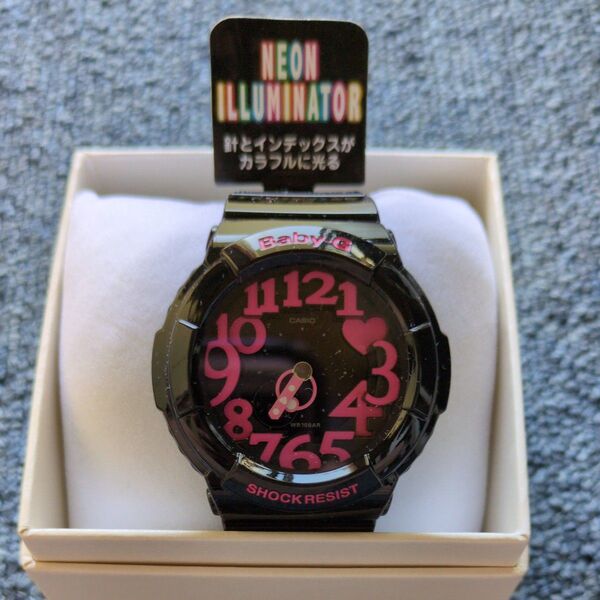 NEON
ILLUMINATOR
針とインデックスが
カラフルに光る
Baby-G
11 12 1
10
CASIO
9
3
8
4
WR100AR
7 6 5
SHOCK RESIST